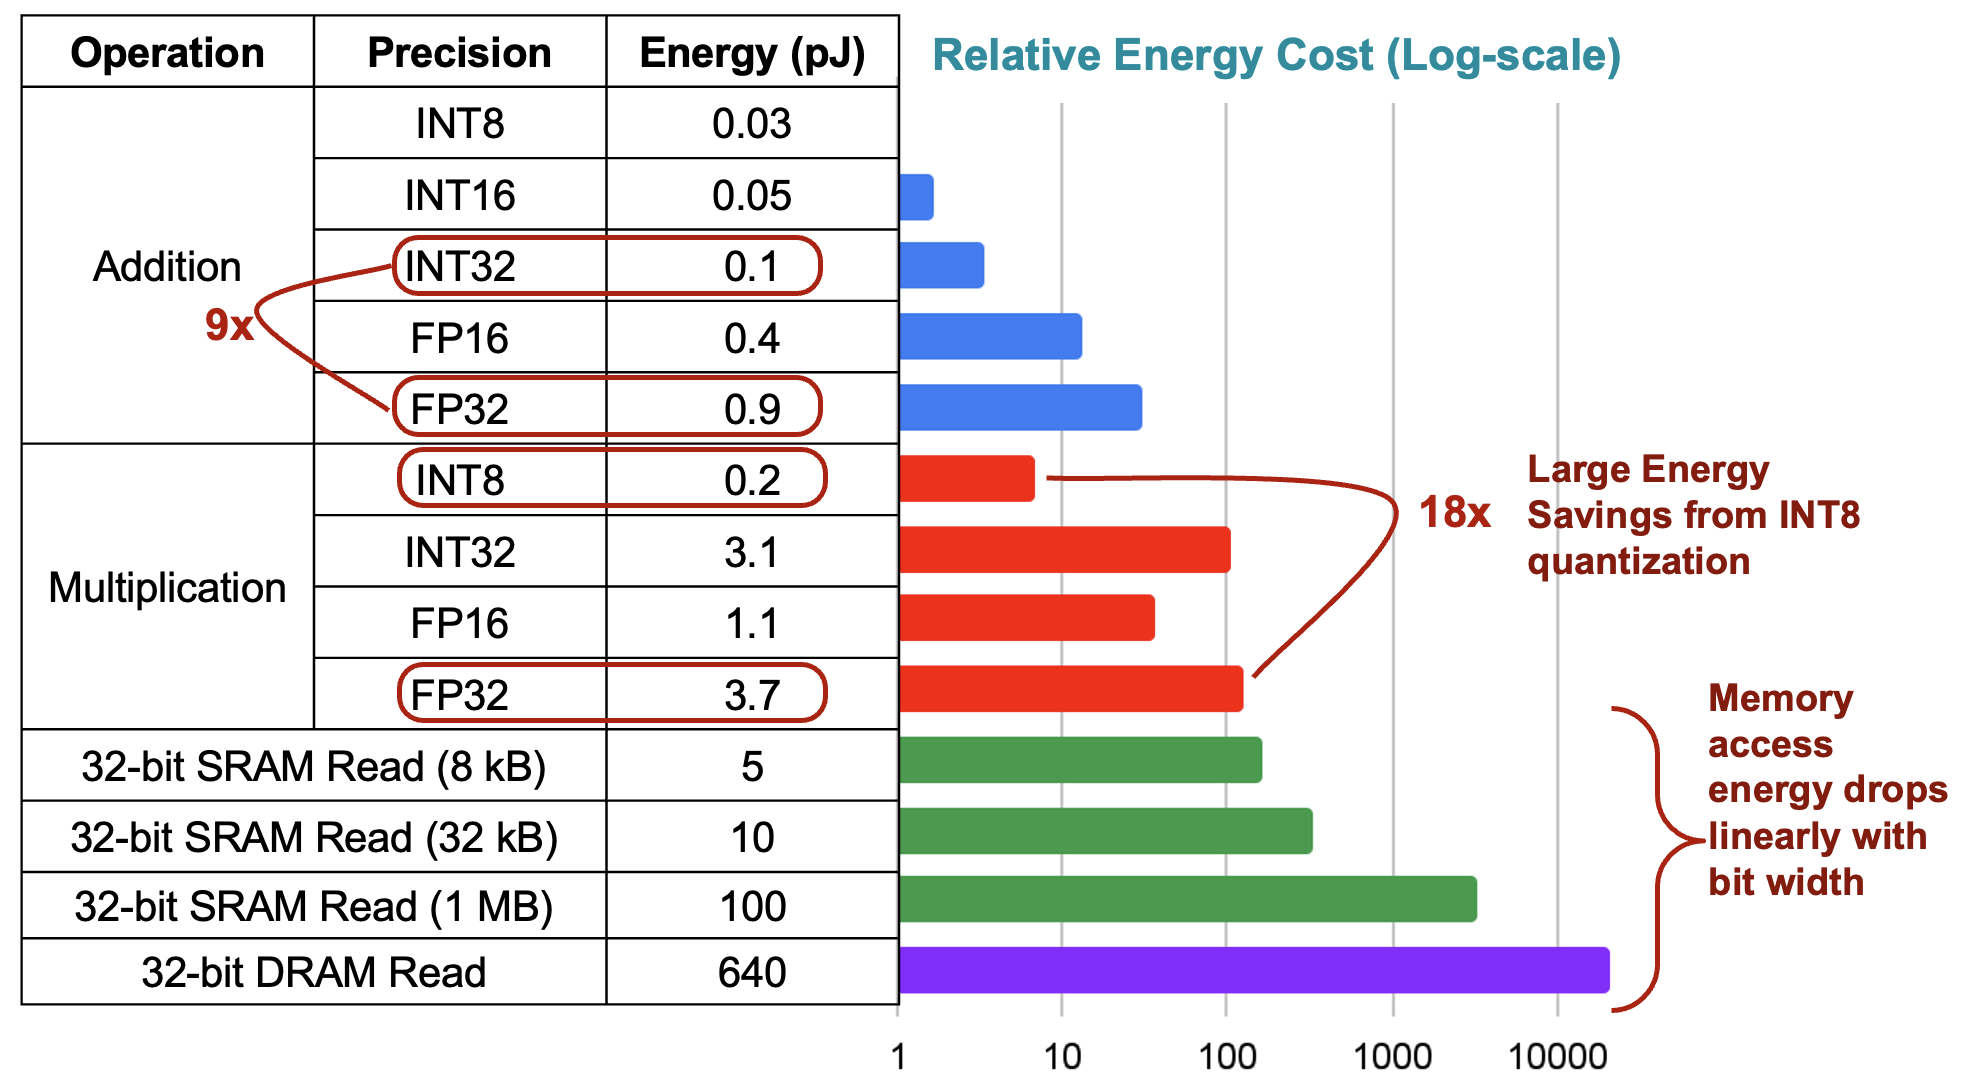 Operation Precision Energy (pJ) Relative Energy Cost (Log-scale)
INT8 0.03
INT16 0.05
Addition INT32 0.1
9x
FP16 0.4
FP32 0.9
INT8 0.2
Large Energy
18x Savings from INT8
quantization
Multiplication INT32 3.1
FP16 1.1
FP32 3.7
32-bit SRAM Read (8 kB) 5
32-bit SRAM Read (32 kB) 10
32-bit SRAM Read (1 MB) 100
32-bit DRAM Read 640
Memory
access
energy drops
linearly with
bit width
1 10 100 1000 10000